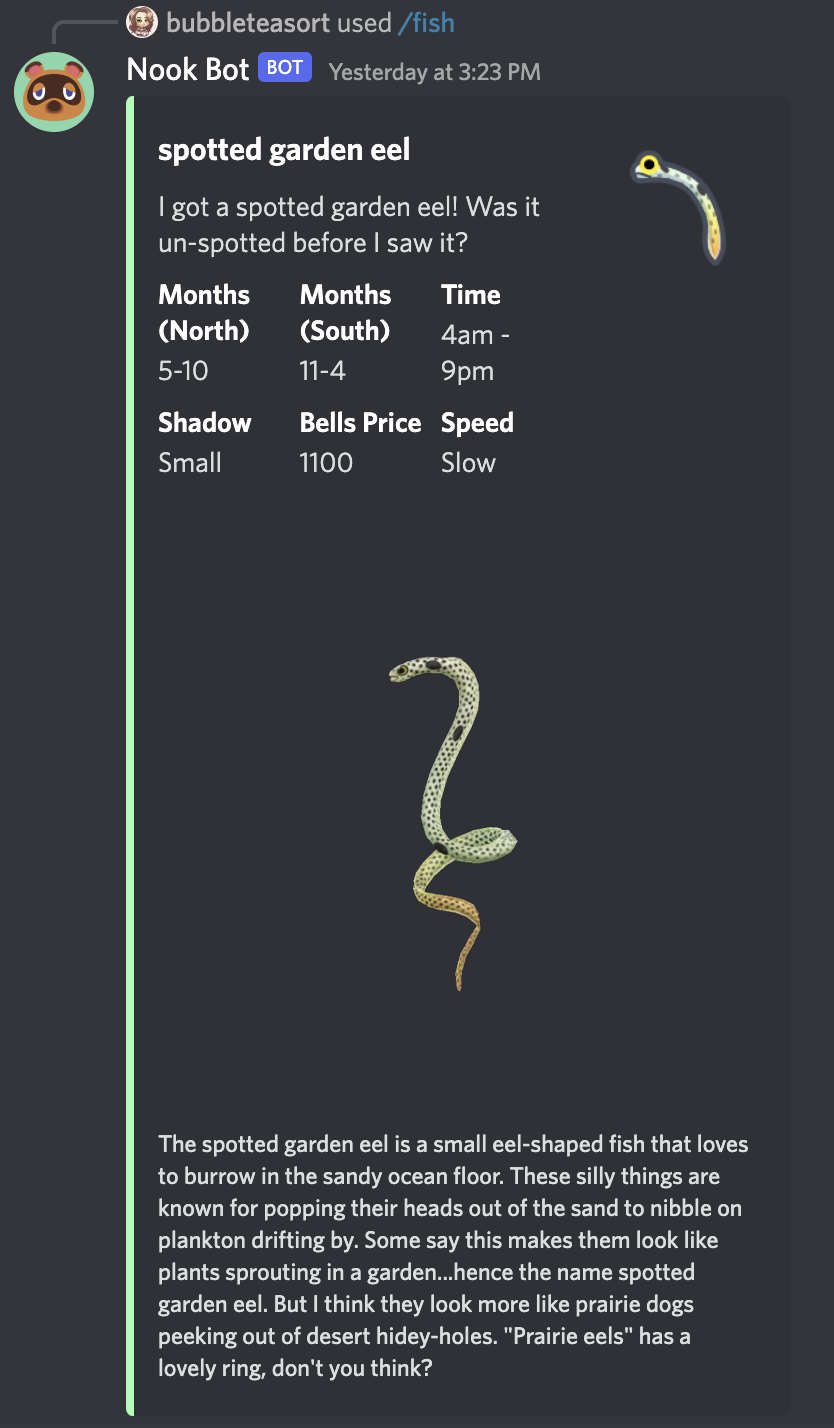 bubbleteasort used /fish
Nook Bot BOT Yesterday at 3:23 PM
spotted garden eel
I got a spotted garden eel! Was it
un-spotted before I saw it?
Months Months Time
(North) (South) 4am -
5-10 11-4 9pm
Shadow Bells Price Speed
Small 1100 Slow
The spotted garden eel is a small eel-shaped fish that loves
to burrow in the sandy ocean floor. These silly things are
known for popping their heads out of the sand to nibble on
plankton drifting by. Some say this makes them look like
plants sprouting in a garden...hence the name spotted
garden eel. But I think they look more like prairie dogs
peeking out of desert hidey-holes. "Prairie eels" has a
lovely ring, don't you think?